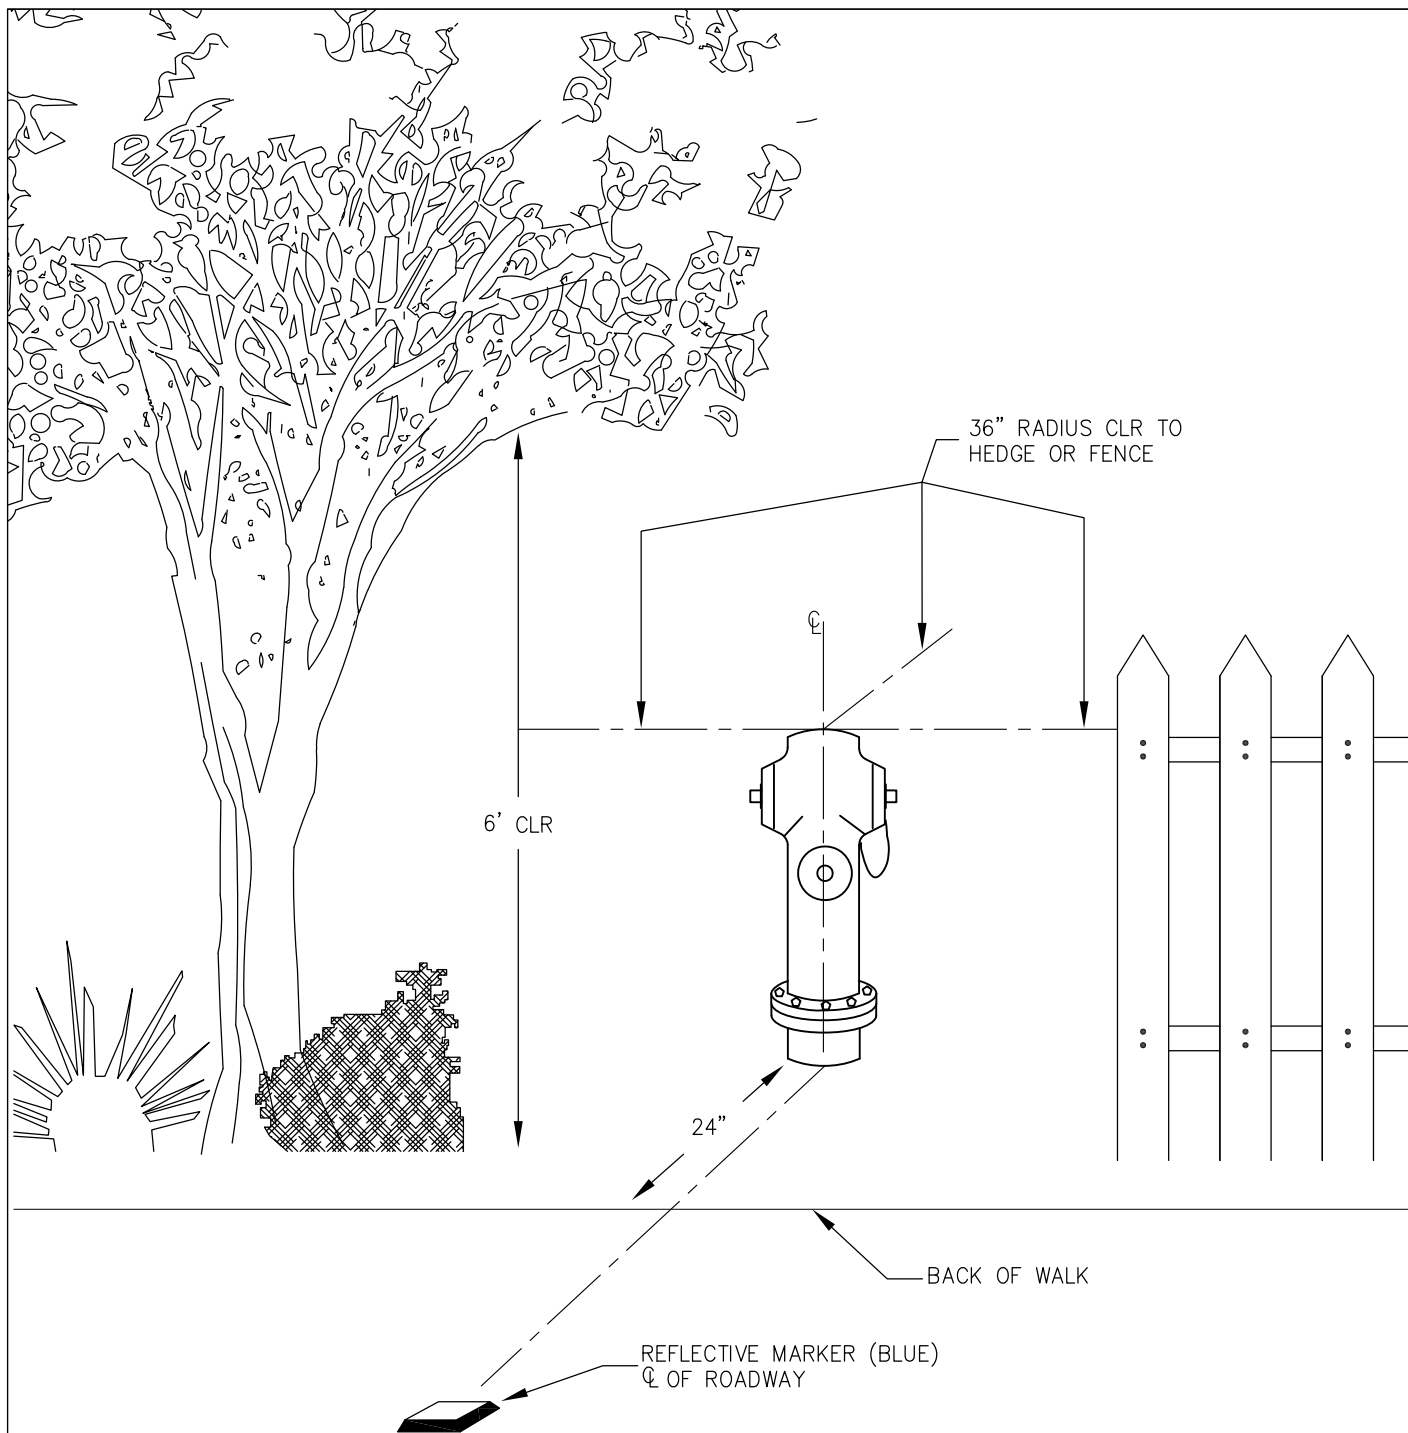 36” RADIUS CLR TO
HEDGE OR FENCE
℄
6’ CLR
24”
BACK OF WALK
REFLECTIVE MARKER (BLUE)
℄ OF ROADWAY